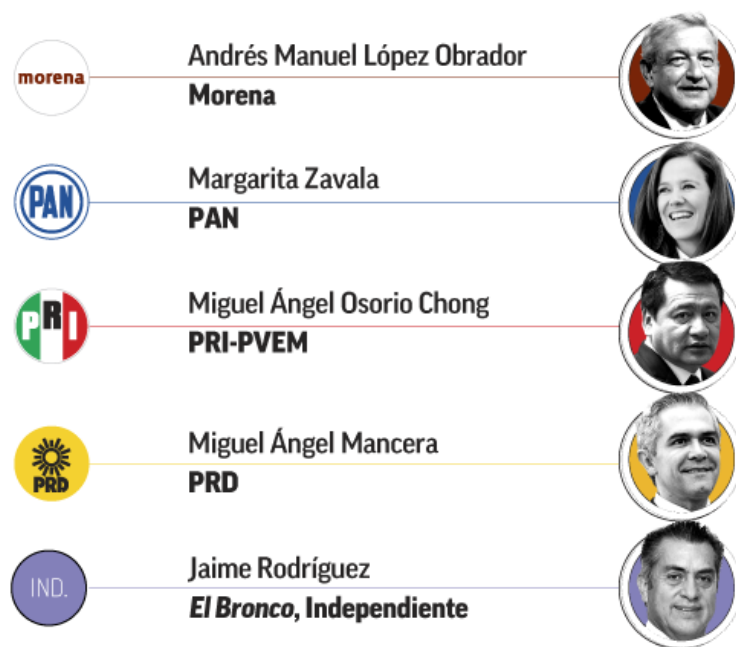 morena
Andrés Manuel López Obrador
Morena
PAN
Margarita Zavala
PAN
PRI
Miguel Ángel Osorio Chong
PRI-PVEM
PRD
Miguel Ángel Mancera
PRD
IND.
Jaime Rodríguez
El Bronco, Independiente